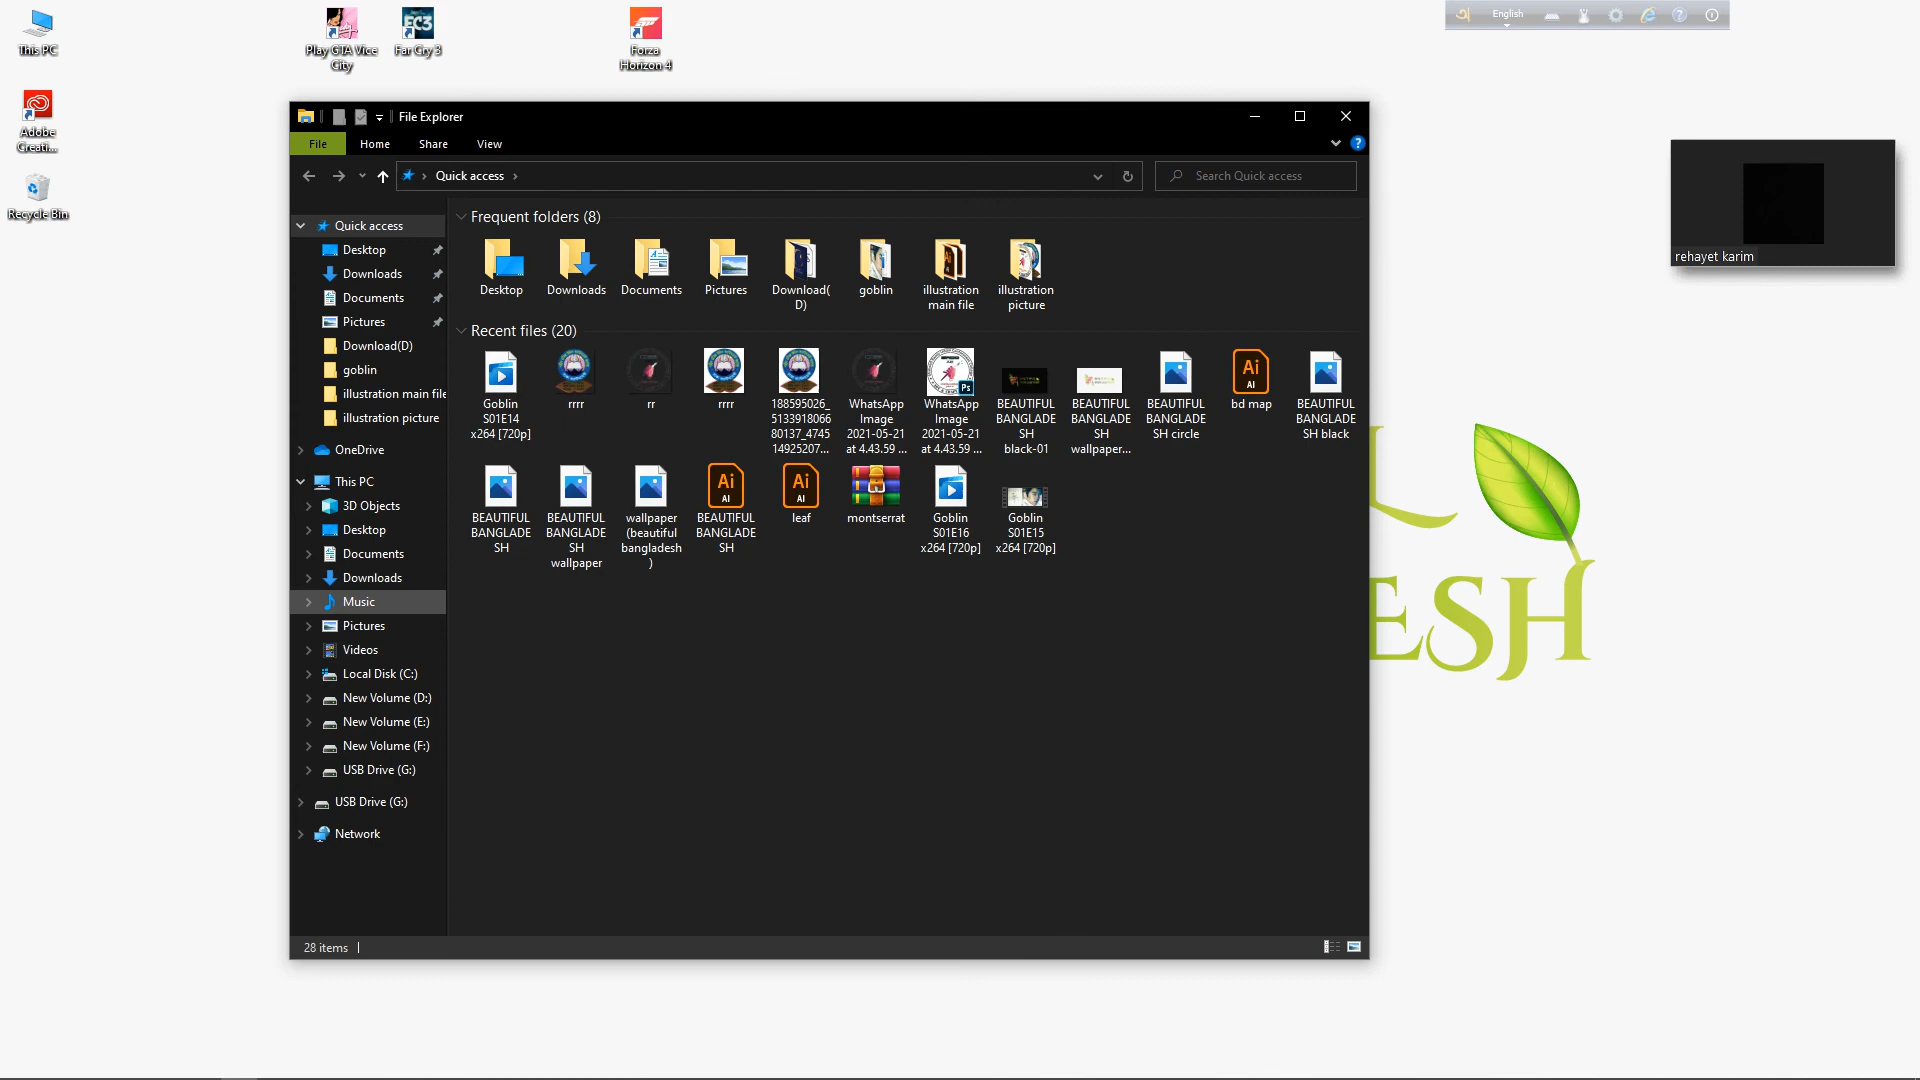 This PC
Play GTA Vice
City
Far Cry 3
Forza
Horizon 4
English
Adobe
Creati...
Recycle Bin
File Explorer
File
Home
Share
View
Quick access
Search Quick access
rehayet karim
Quick access
Desktop
Downloads
Documents
Pictures
Download(D)
goblin
illustration main file
illustration picture
OneDrive
This PC
3D Objects
Desktop
Documents
Downloads
Music
Pictures
Videos
Local Disk (C:)
New Volume (D:)
New Volume (E:)
New Volume (F:)
USB Drive (G:)
USB Drive (G:)
Network
Frequent folders (8)
Desktop
Downloads
Documents
Pictures
Download(
D)
goblin
illustration
main file
illustration
picture
Recent files (20)
Goblin
S01E14
x264 [720p]
rrrr
rr
rrrr
188595026_
5133918066
80137_4745
14925207...
WhatsApp
Image
2021-05-21
at 4.43.59 ...
WhatsApp
Image
2021-05-21
at 4.43.59 ...
BEAUTIFUL
BANGLADE
SH
black-01
BEAUTIFUL
BANGLADE
SH
wallpaper...
BEAUTIFUL
BANGLADE
SH circle
bd map
BEAUTIFUL
BANGLADE
SH black
BEAUTIFUL
BANGLADE
SH
BEAUTIFUL
BANGLADE
SH
wallpaper
wallpaper
(beautiful
bangladesh
)
BEAUTIFUL
BANGLADE
SH
leaf
montserrat
Goblin
S01E16
x264 [720p]
Goblin
S01E15
x264 [720p]
L
ESH
28 items